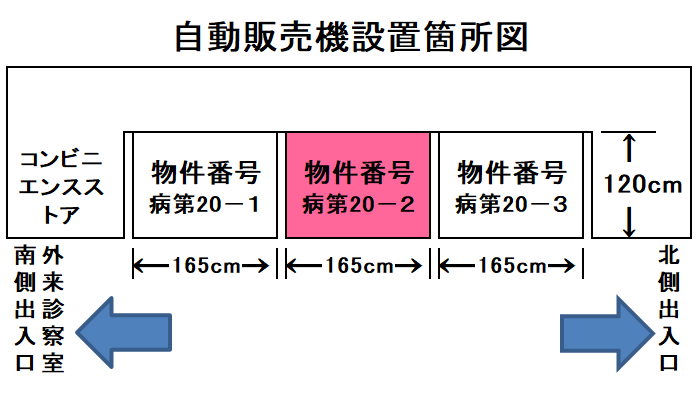 自動販売機設置箇所図
コンビニ
エンスス
トア
物件番号
病第20－1
物件番号
病第20－2
物件番号
病第20－3
120cm
165cm
165cm
165cm
南側出入口
外来診察室
北側出入口